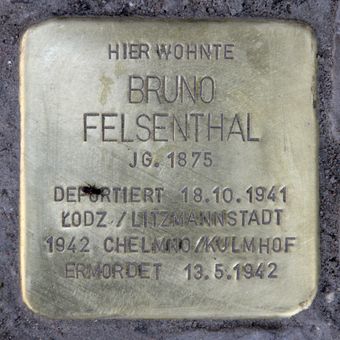 HIER WOHNTE
BRUNO
FELSENTHAL
JG. 1875
DEPORTIERT 18.10.1941
ŁODZ / LITZMANNSTADT
1942 CHELMNO/KULMHOF
ERMORDET 13.5.1942